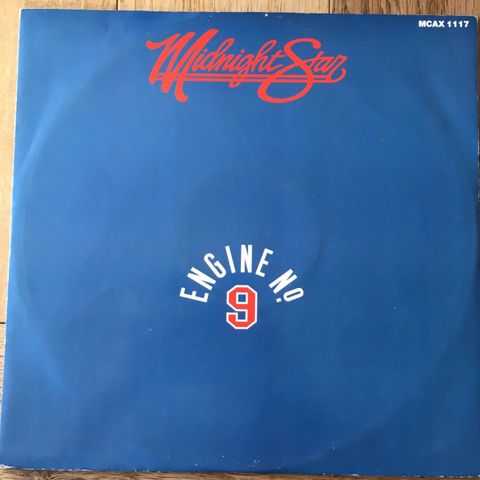 MCAX 1117
Midnight Star
ENGINE No.
9